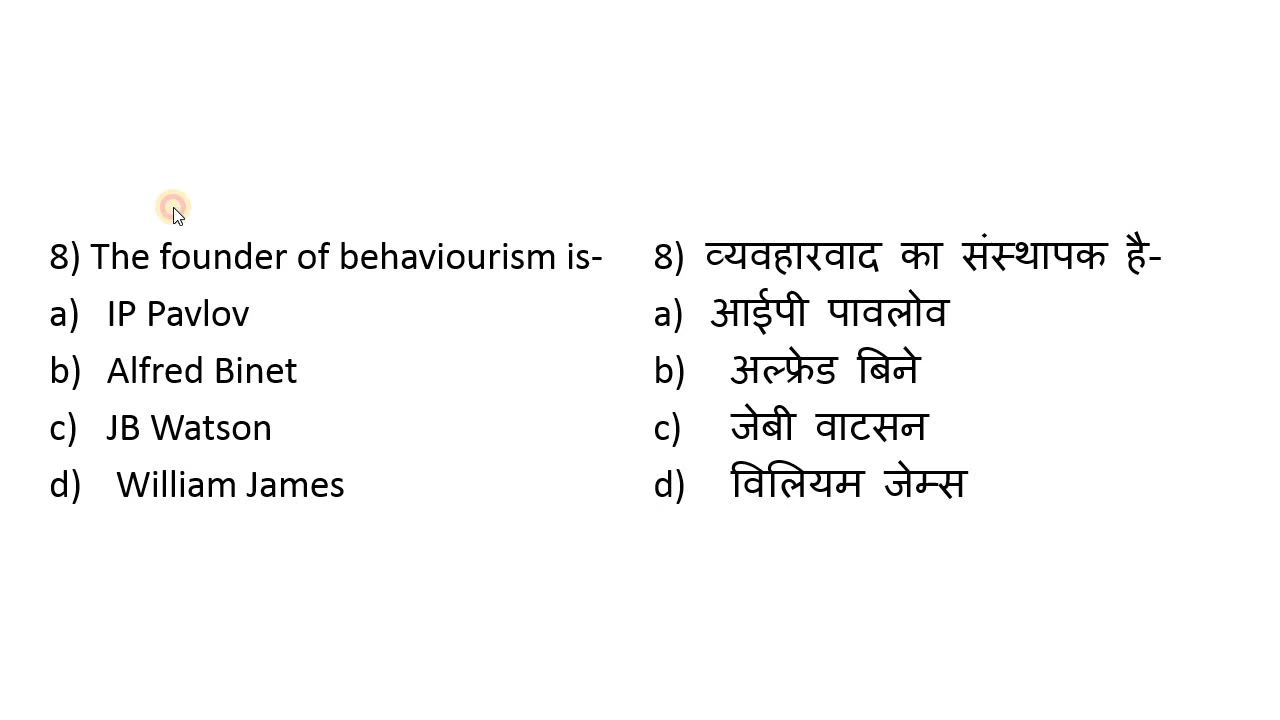 8) The founder of behaviourism is-
a) IP Pavlov
b) Alfred Binet
c) JB Watson
d) William James
8) व्यवहारवाद का संस्थापक है-
a) आईपी पावलोव
b) अल्फ्रेड बिने
c) जेबी वाटसन
d) विलियम जेम्स